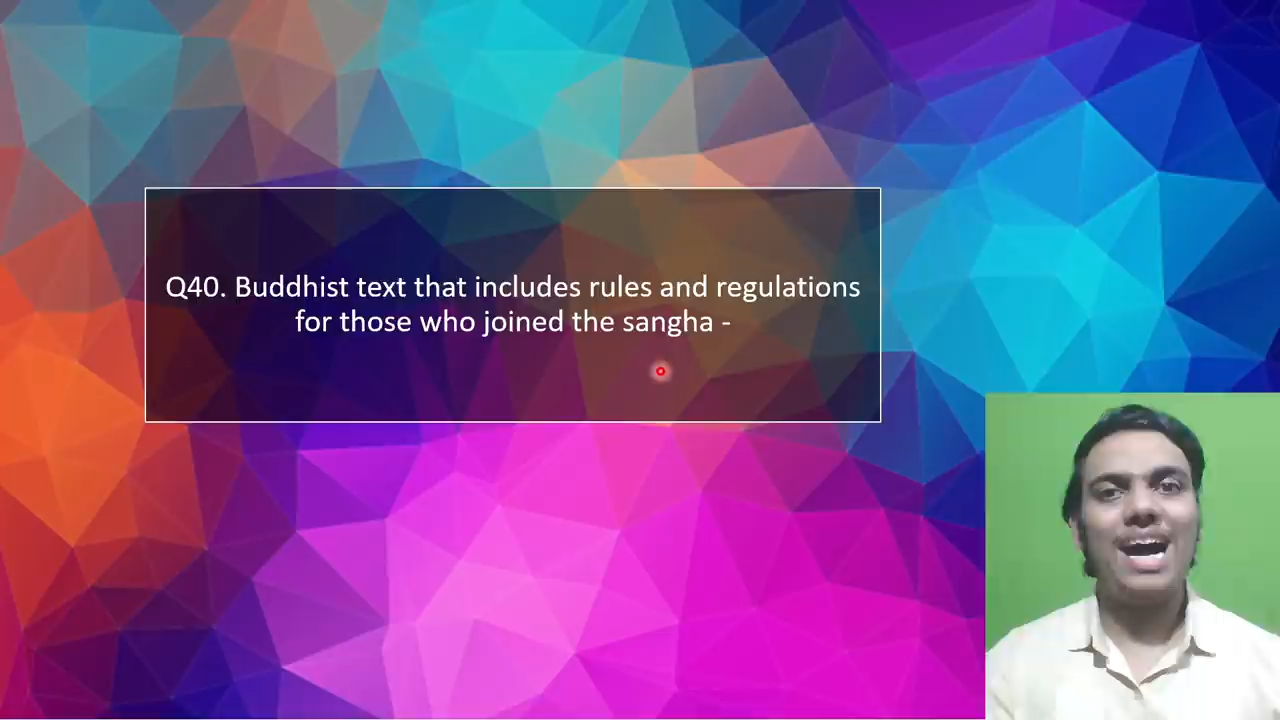 Q40. Buddhist text that includes rules and regulations
for those who joined the sangha -